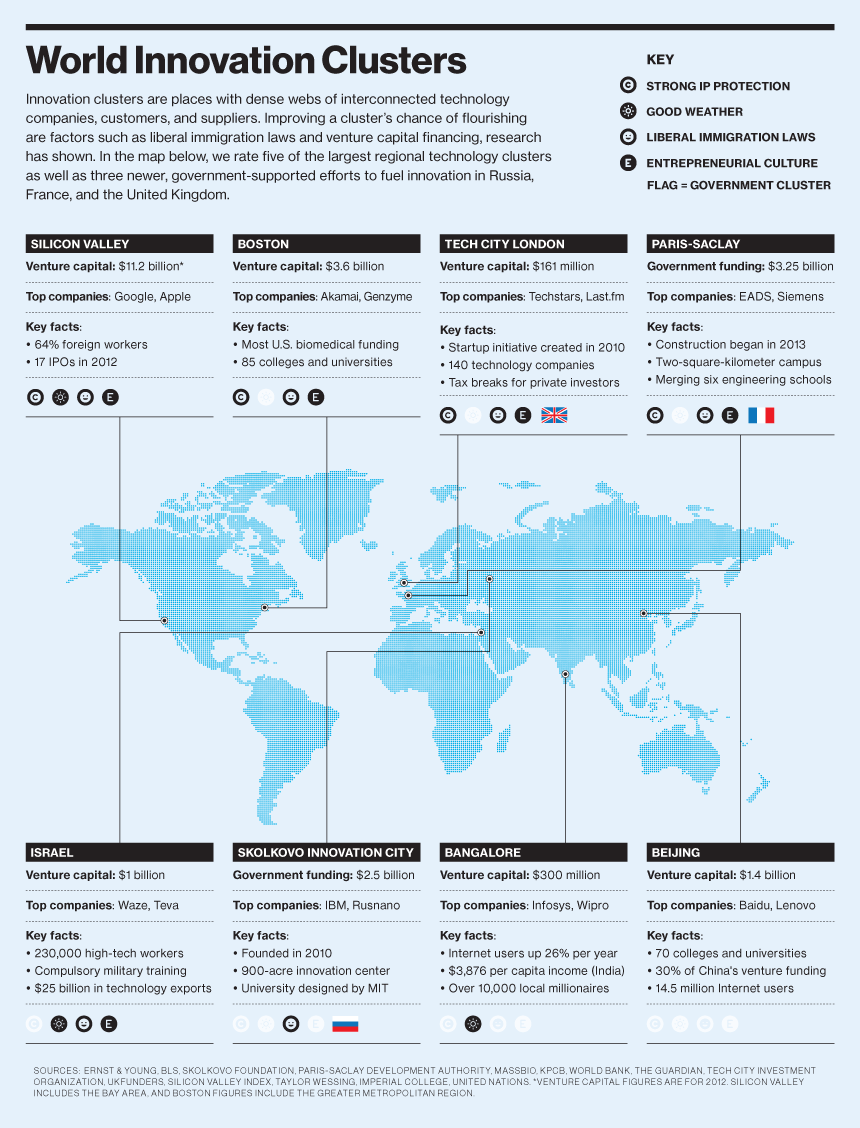 World Innovation Clusters
Innovation clusters are places with dense webs of interconnected technology
companies, customers, and suppliers. Improving a cluster's chance of flourishing
are factors such as liberal immigration laws and venture capital financing, research
has shown. In the map below, we rate five of the largest regional technology clusters
as well as three newer, government-supported efforts to fuel innovation in Russia,
France, and the United Kingdom.
KEY
C STRONG IP PROTECTION
GOOD WEATHER
LIBERAL IMMIGRATION LAWS
E ENTREPRENEURIAL CULTURE
FLAG = GOVERNMENT CLUSTER
SILICON VALLEY
Venture capital: $11.2 billion*
Top companies: Google, Apple
Key facts:
• 64% foreign workers
• 17 IPOs in 2012
C E
BOSTON
Venture capital: $3.6 billion
Top companies: Akamai, Genzyme
Key facts:
• Most U.S. biomedical funding
• 85 colleges and universities
C E
TECH CITY LONDON
Venture capital: $161 million
Top companies: Techstars, Last.fm
Key facts:
• Startup initiative created in 2010
• 140 technology companies
• Tax breaks for private investors
C E
PARIS-SACLAY
Government funding: $3.25 billion
Top companies: EADS, Siemens
Key facts:
• Construction began in 2013
• Two-square-kilometer campus
• Merging six engineering schools
C E
ISRAEL
Venture capital: $1 billion
Top companies: Waze, Teva
Key facts:
• 230,000 high-tech workers
• Compulsory military training
• $25 billion in technology exports
C E
SKOLKOVO INNOVATION CITY
Government funding: $2.5 billion
Top companies: IBM, Rusnano
Key facts:
• Founded in 2010
• 900-acre innovation center
• University designed by MIT
C E
BANGALORE
Venture capital: $300 million
Top companies: Infosys, Wipro
Key facts:
• Internet users up 26% per year
• $3,876 per capita income (India)
• Over 10,000 local millionaires
C E
BEIJING
Venture capital: $1.4 billion
Top companies: Baidu, Lenovo
Key facts:
• 70 colleges and universities
• 30% of China's venture funding
• 14.5 million Internet users
C E
SOURCES: ERNST & YOUNG, BLS, SKOLKOVO FOUNDATION, PARIS-SACLAY DEVELOPMENT AUTHORITY, MASSBIO, KPCB, WORLD BANK, THE GUARDIAN, TECH CITY INVESTMENT
ORGANIZATION, UKFUNDERS, SILICON VALLEY INDEX, TAYLOR WESSING, IMPERIAL COLLEGE, UNITED NATIONS. *VENTURE CAPITAL FIGURES ARE FOR 2012. SILICON VALLEY
INCLUDES THE BAY AREA, AND BOSTON FIGURES INCLUDE THE GREATER METROPOLITAN REGION.